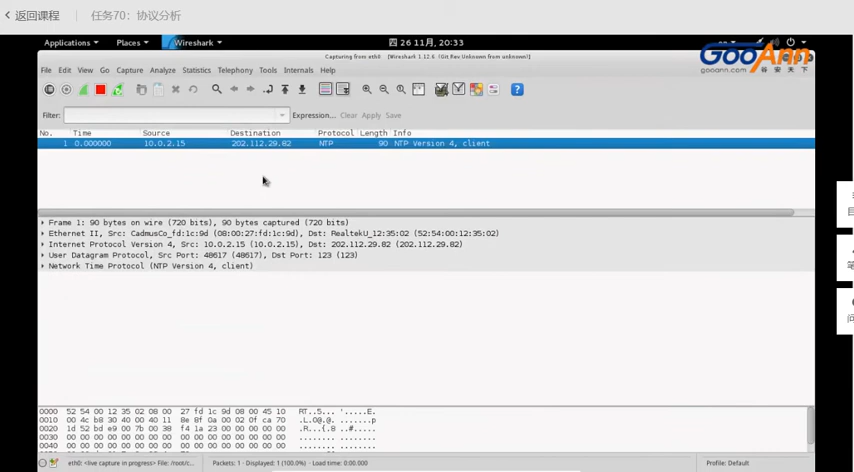 返回课程 任务70：协议分析
Applications Places Wireshark 四 26 11月, 20:33
GooAnn
gooann.com 谷 安 天 下
Capturing from eth0 [Wireshark 1.12.6 (Git Rev Unknown from unknown)]
File Edit View Go Capture Analyze Statistics Telephony Tools Internals Help
Filter: Expression... Clear Apply Save
No. Time Source Destination Protocol Length Info
1 0.000000 10.0.2.15 202.112.29.82 NTP 90 NTP Version 4, client
Frame 1: 90 bytes on wire (720 bits), 90 bytes captured (720 bits)
Ethernet II, Src: CadmusCo_fd:1c:9d (08:00:27:fd:1c:9d), Dst: RealtekU_12:35:02 (52:54:00:12:35:02)
Internet Protocol Version 4, Src: 10.0.2.15 (10.0.2.15), Dst: 202.112.29.82 (202.112.29.82)
User Datagram Protocol, Src Port: 48617 (48617), Dst Port: 123 (123)
Network Time Protocol (NTP Version 4, client)
目
笔
问
0000 52 54 00 12 35 02 08 00 27 fd 1c 9d 08 00 45 10 RT..5... '.....E.
0010 00 4c b8 30 40 00 40 11 8e 8f 0a 00 02 0f ca 70 .L.0@.@. .......p
0020 1d 52 bd e9 00 7b 00 38 f4 1a 23 00 00 00 00 00 .R...{.8 ..#.....
0030 00 00 00 00 00 00 00 00 00 00 00 00 00 00 00 00 ........ ........
0040 00 00 00 00 00 00 00 00 00 00 00 00 00 00 00 00 ........ ........
eth0: <live capture in progress> File: /root/c... Packets: 1 · Displayed: 1 (100.0%) · Load time: 0:00.000 Profile: Default